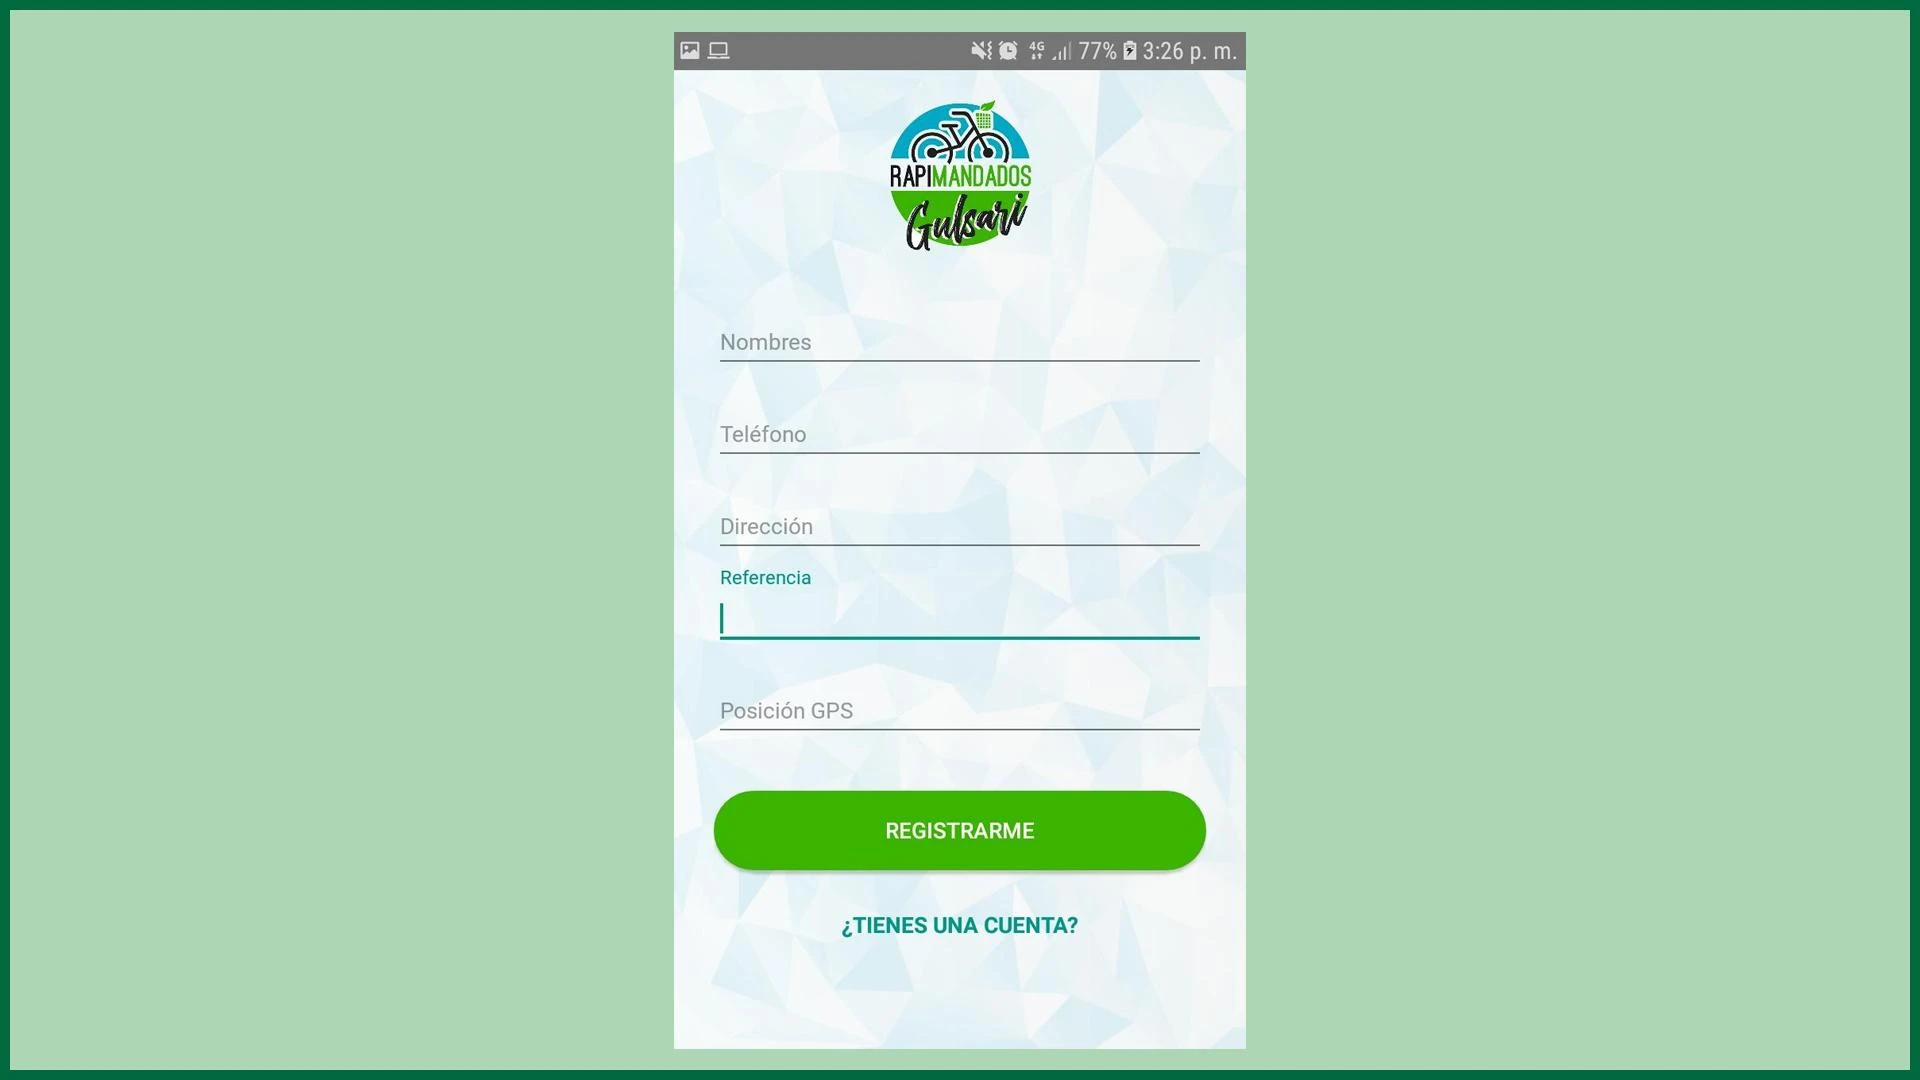 4G 77% 3:26 p. m.
RAPIMANDADOS
Gulsari
Nombres
Teléfono
Dirección
Referencia
Posición GPS
REGISTRARME
¿TIENES UNA CUENTA?